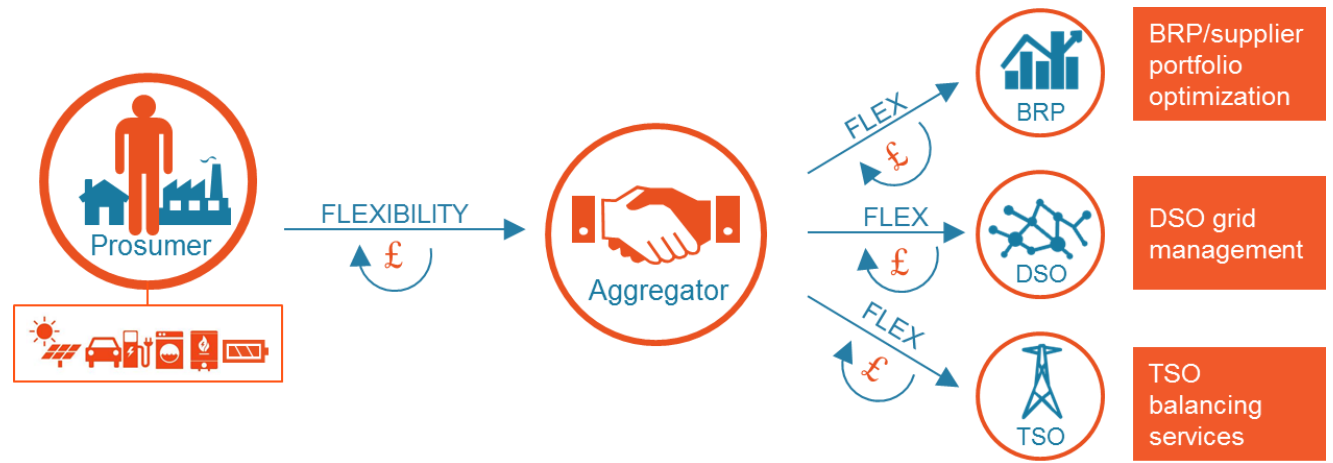 Prosumer
FLEXIBILITY
£
Aggregator
FLEX
£
BRP
BRP/supplier
portfolio
optimization
FLEX
£
DSO
DSO grid
management
FLEX
£
TSO
TSO
balancing
services